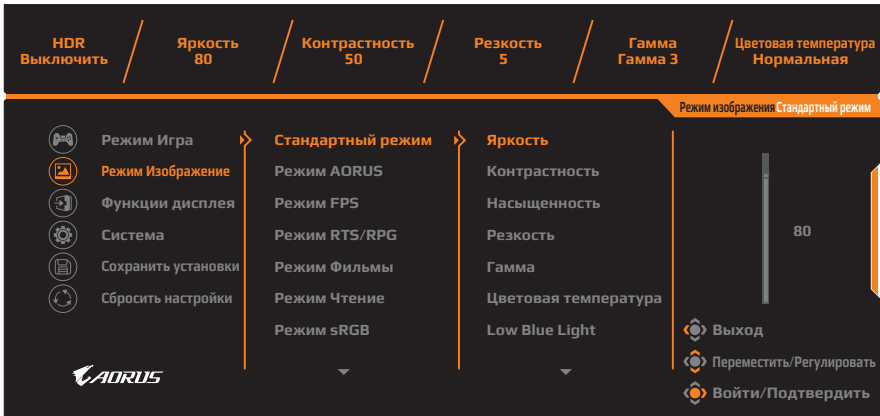 HDR
Выключить
Яркость
80
Контрастность
50
Резкость
5
Гамма
Гамма 3
Цветовая температура
Нормальная
Режим изображения Стандартный режим
Режим Игра
Режим Изображение
Функции дисплея
Система
Сохранить установки
Сбросить настройки
Стандартный режим
Режим AORUS
Режим FPS
Режим RTS/RPG
Режим Фильмы
Режим Чтение
Режим sRGB
Яркость
Контрастность
Насыщенность
Резкость
Гамма
Цветовая температура
Low Blue Light
80
Выход
Переместить/Регулировать
Войти/Подтвердить
AORUS